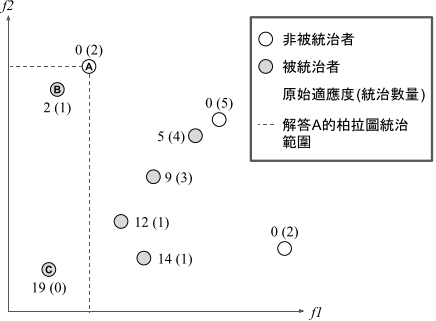 f2
0 (2)
A
B
2 (1)
0 (5)
5 (4)
9 (3)
12 (1)
14 (1)
0 (2)
C
19 (0)
f1
非被統治者
被統治者
原始適應度(統治數量)
解答A的柏拉圖統治
範圍